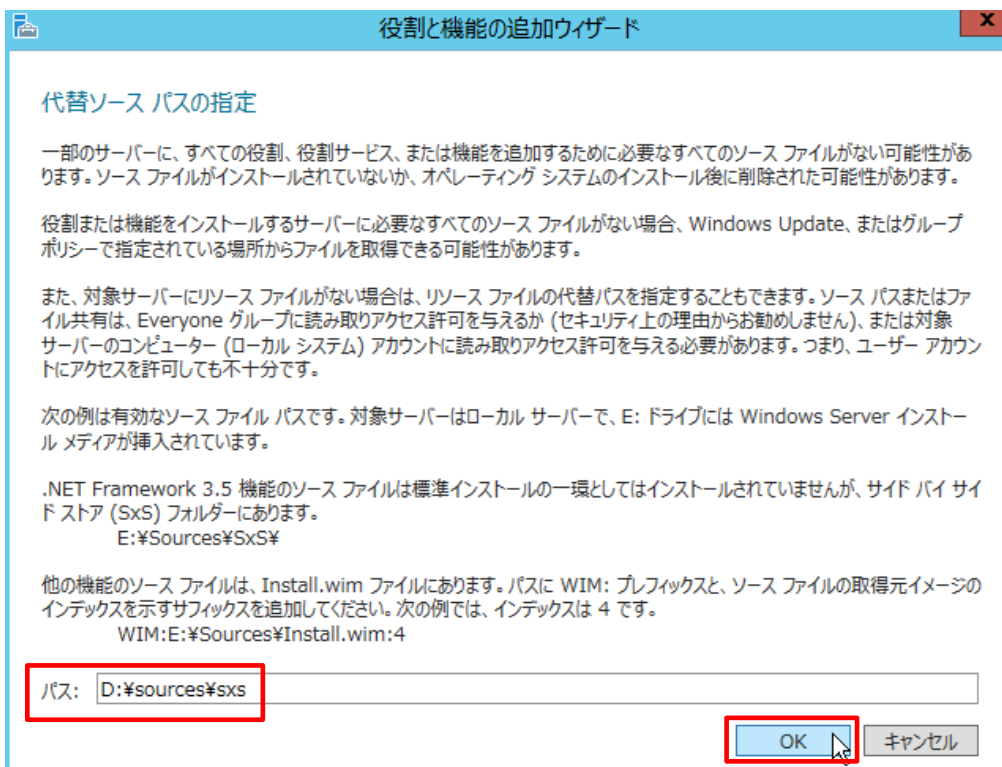 役割と機能の追加ウィザード
x
代替ソース パスの指定
一部のサーバーに、すべての役割、役割サービス、または機能を追加するために必要なすべてのソース ファイルがない可能性があ
ります。ソース ファイルがインストールされていないか、オペレーティング システムのインストール後に削除された可能性があります。
役割または機能をインストールするサーバーに必要なすべてのソース ファイルがない場合、Windows Update、またはグループ
ポリシーで指定されている場所からファイルを取得できる可能性があります。
また、対象サーバーにリソース ファイルがない場合は、リソース ファイルの代替パスを指定することもできます。ソース パスまたはファ
イル共有は、Everyone グループに読み取りアクセス許可を与えるか (セキュリティ上の理由からお勧めしません)、または対象
サーバーのコンピューター (ローカル システム) アカウントに読み取りアクセス許可を与える必要があります。つまり、ユーザー アカウン
トにアクセスを許可しても不十分です。
次の例は有効なソース ファイル パスです。対象サーバーはローカル サーバーで、E: ドライブには Windows Server インストー
ル メディアが挿入されています。
.NET Framework 3.5 機能のソース ファイルは標準インストールの一環としてはインストールされていませんが、サイド バイ サイ
ド ストア (SxS) フォルダーにあります。
E:¥Sources¥SxS¥
他の機能のソース ファイルは、Install.wim ファイルにあります。パスに WIM: プレフィックスと、ソース ファイルの取得元イメージの
インデックスを示すサフィックスを追加してください。次の例では、インデックスは 4 です。
WIM:E:¥Sources¥Install.wim:4
パス: D:¥sources¥sxs
OK キャンセル